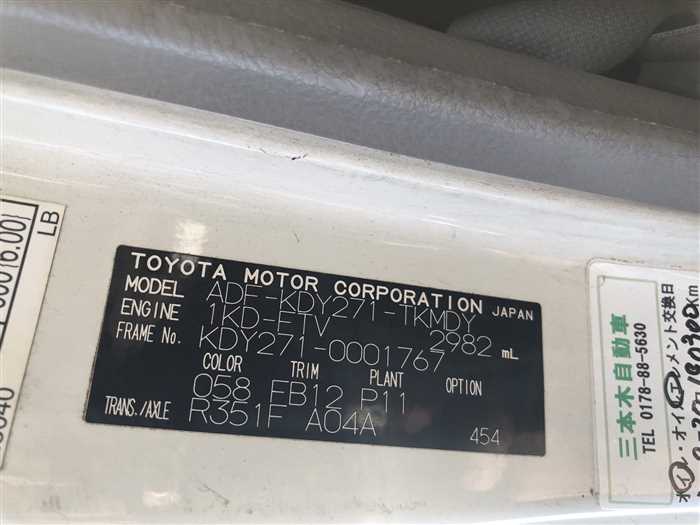 TOYOTA MOTOR CORPORATION JAPAN
MODEL ADF-KDY271-TKMDY
ENGINE 1KD-FTV 2982 mL
FRAME No. KDY271-0001767
COLOR TRIM PLANT OPTION
058 FB12 P11
TRANS./AXLE R351F A04A
454
LB
三本木自動車
TEL 0178-88-5630